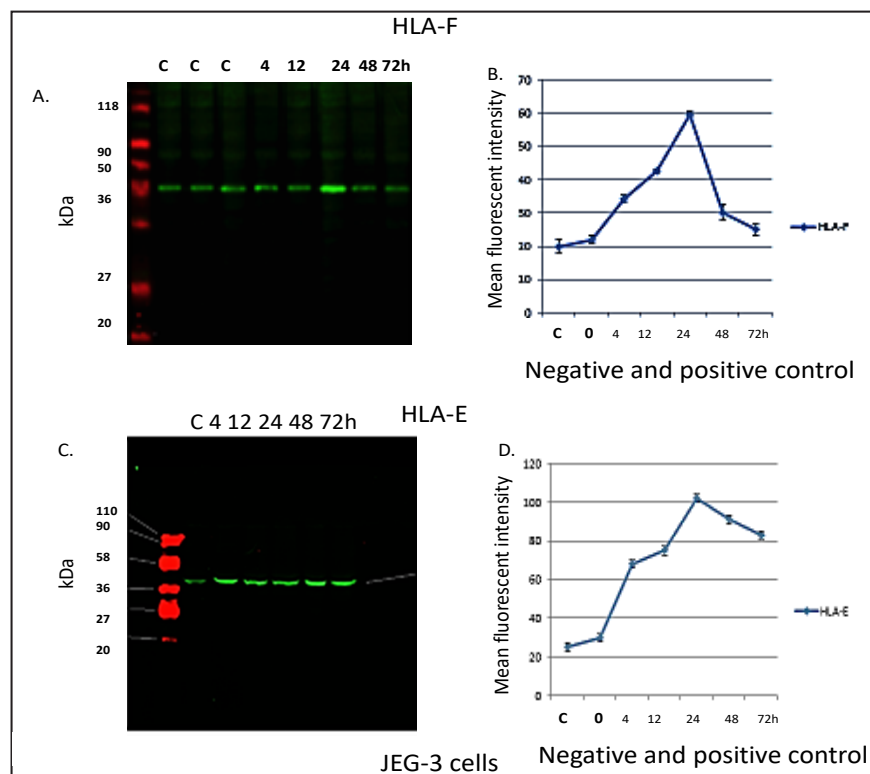 HLA-F
C C C 4 12 24 48 72h
A.
118
90
50
36
27
20
kDa
B.
Mean fluorescent intensity
70
60
50
40
30
20
10
0
C 0 4 12 24 48 72h
HLA-F
Negative and positive control
HLA-E
C 4 12 24 48 72h
C.
110
90
58
36
27
20
kDa
JEG-3 cells
D.
Mean fluorescent intensity
120
100
80
60
40
20
0
C 0 4 12 24 48 72h
HLA-E
Negative and positive control